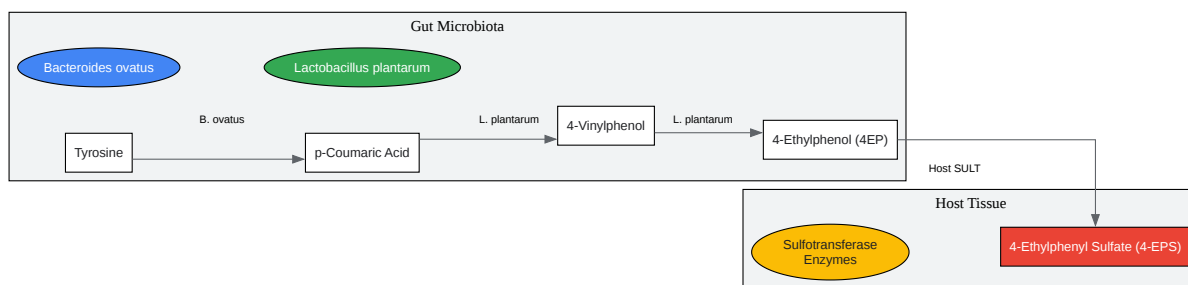 Gut Microbiota
Bacteroides ovatus
Lactobacillus plantarum
B. ovatus
L. plantarum
L. plantarum
Tyrosine
p-Coumaric Acid
4-Vinylphenol
4-Ethylphenol (4EP)
Host SULT
Host Tissue
Sulfotransferase
Enzymes
4-Ethylphenyl Sulfate (4-EPS)